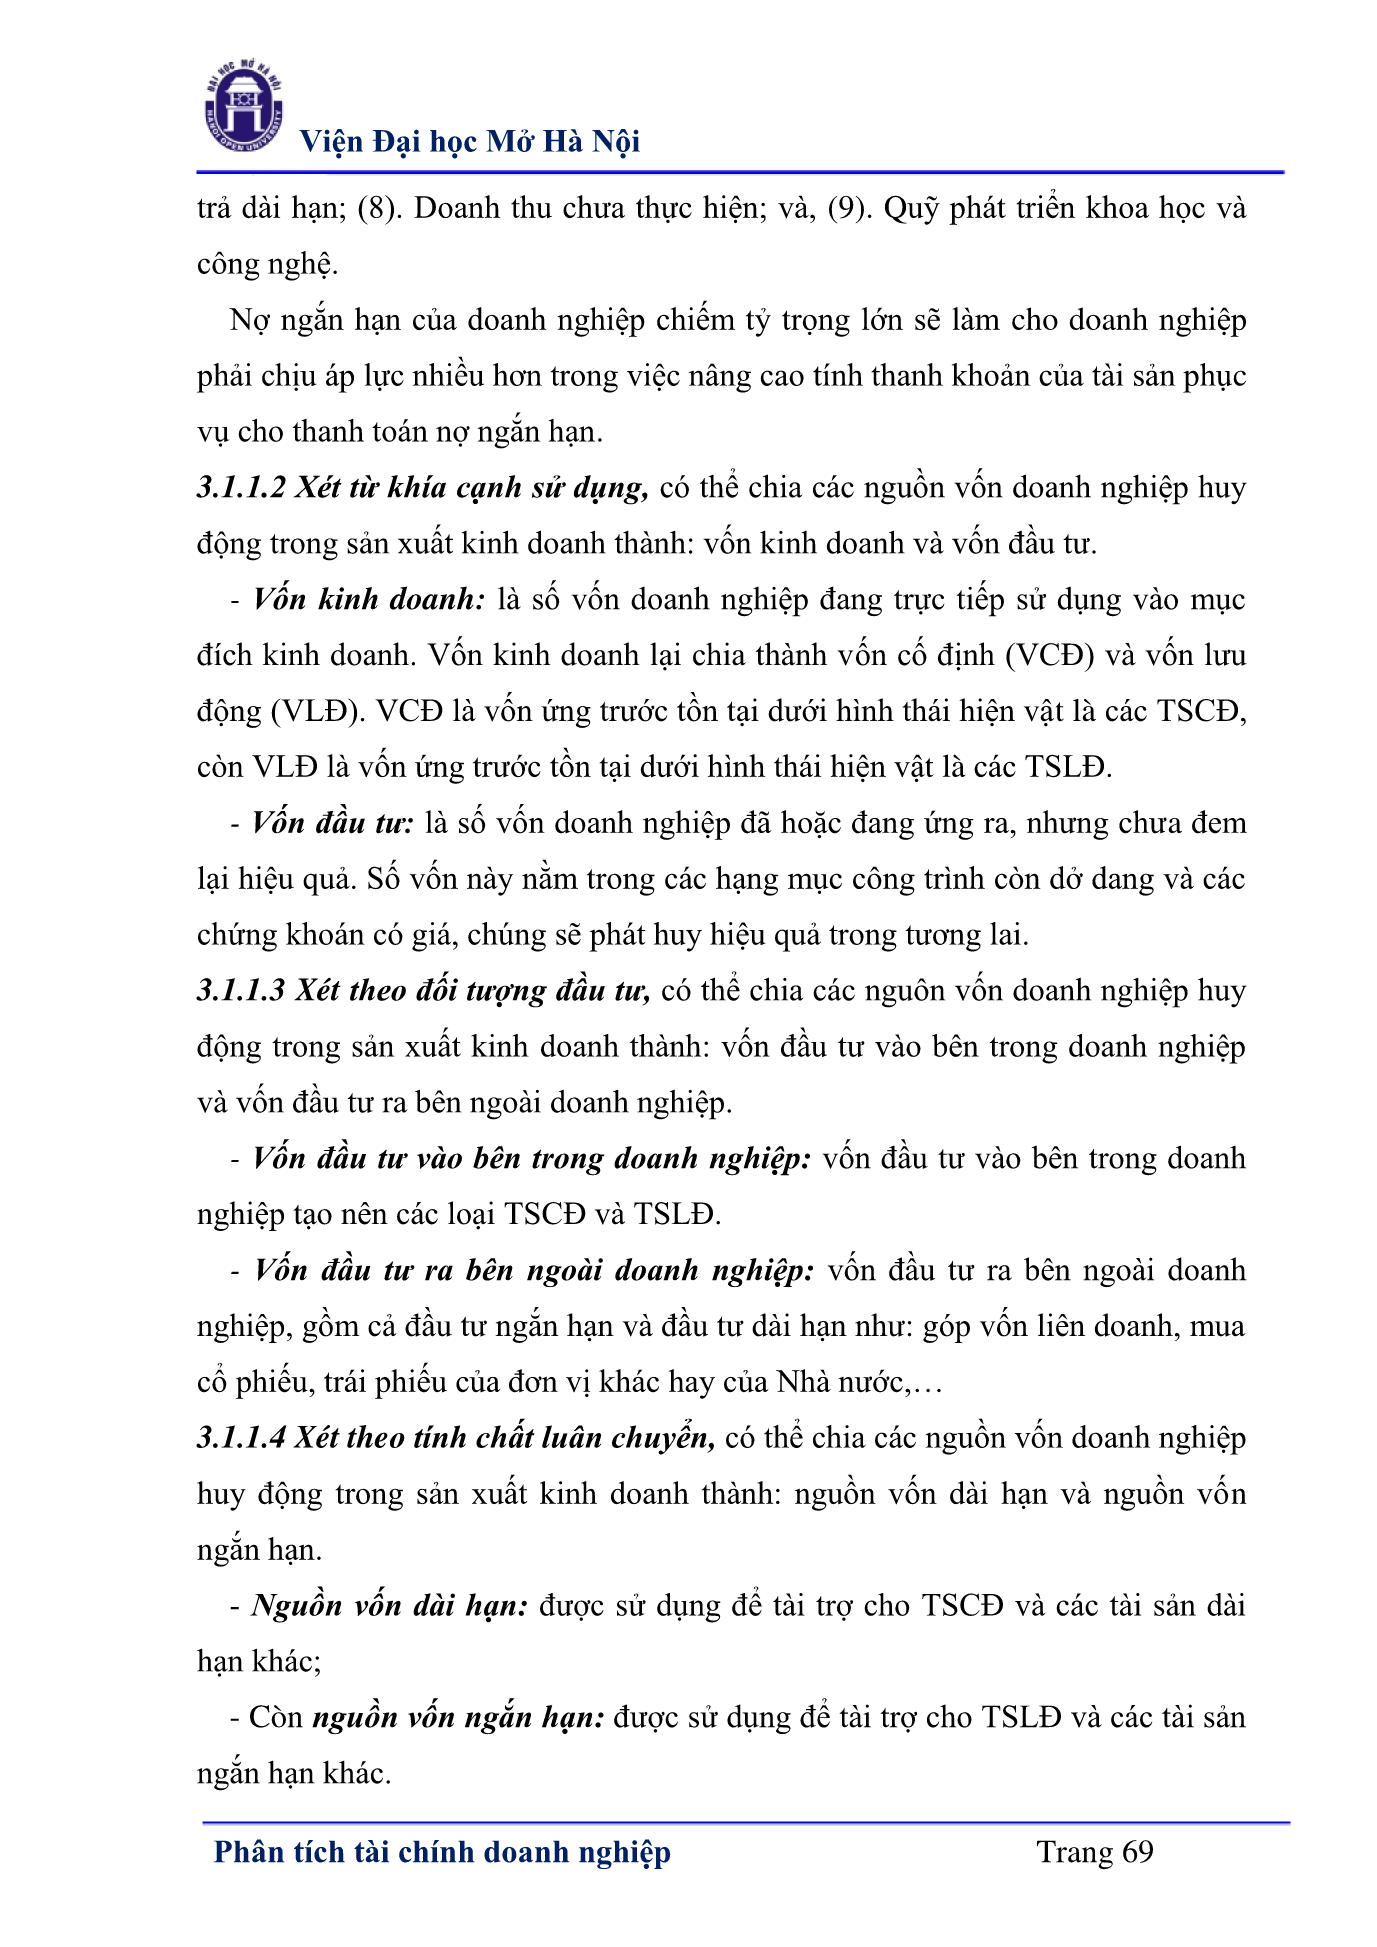 ĐẠI HỌC MỞ HÀ NỘI
HANOI OPEN UNIVERSITY
Viện Đại học Mở Hà Nội
trả dài hạn; (8). Doanh thu chưa thực hiện; và, (9). Quỹ phát triển khoa học và
công nghệ.
Nợ ngắn hạn của doanh nghiệp chiếm tỷ trọng lớn sẽ làm cho doanh nghiệp
phải chịu áp lực nhiều hơn trong việc nâng cao tính thanh khoản của tài sản phục
vụ cho thanh toán nợ ngắn hạn.
3.1.1.2 Xét từ khía cạnh sử dụng, có thể chia các nguồn vốn doanh nghiệp huy
động trong sản xuất kinh doanh thành: vốn kinh doanh và vốn đầu tư.
- Vốn kinh doanh: là số vốn doanh nghiệp đang trực tiếp sử dụng vào mục
đích kinh doanh. Vốn kinh doanh lại chia thành vốn cố định (VCĐ) và vốn lưu
động (VLĐ). VCĐ là vốn ứng trước tồn tại dưới hình thái hiện vật là các TSCĐ,
còn VLĐ là vốn ứng trước tồn tại dưới hình thái hiện vật là các TSLĐ.
- Vốn đầu tư: là số vốn doanh nghiệp đã hoặc đang ứng ra, nhưng chưa đem
lại hiệu quả. Số vốn này nằm trong các hạng mục công trình còn dở dang và các
chứng khoán có giá, chúng sẽ phát huy hiệu quả trong tương lai.
3.1.1.3 Xét theo đối tượng đầu tư, có thể chia các nguôn vốn doanh nghiệp huy
động trong sản xuất kinh doanh thành: vốn đầu tư vào bên trong doanh nghiệp
và vốn đầu tư ra bên ngoài doanh nghiệp.
- Vốn đầu tư vào bên trong doanh nghiệp: vốn đầu tư vào bên trong doanh
nghiệp tạo nên các loại TSCĐ và TSLĐ.
- Vốn đầu tư ra bên ngoài doanh nghiệp: vốn đầu tư ra bên ngoài doanh
nghiệp, gồm cả đầu tư ngắn hạn và đầu tư dài hạn như: góp vốn liên doanh, mua
cổ phiếu, trái phiếu của đơn vị khác hay của Nhà nước,…
3.1.1.4 Xét theo tính chất luân chuyển, có thể chia các nguồn vốn doanh nghiệp
huy động trong sản xuất kinh doanh thành: nguồn vốn dài hạn và nguồn vốn
ngắn hạn.
- Nguồn vốn dài hạn: được sử dụng để tài trợ cho TSCĐ và các tài sản dài
hạn khác;
- Còn nguồn vốn ngắn hạn: được sử dụng để tài trợ cho TSLĐ và các tài sản
ngắn hạn khác.
Phân tích tài chính doanh nghiệp Trang 69